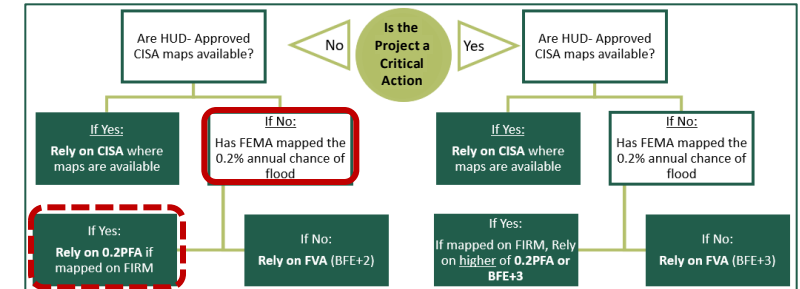 Is the
Project a
Critical
Action
No
Yes
Are HUD- Approved
CISA maps available?
If Yes:
Rely on CISA where
maps are available
If No:
Has FEMA mapped the
0.2% annual chance of
flood
If Yes:
Rely on 0.2PFA if
mapped on FIRM
If No:
Rely on FVA (BFE+2)
Are HUD- Approved
CISA maps available?
If Yes:
Rely on CISA where
maps are available
If No:
Has FEMA mapped the
0.2% annual chance of
flood
If Yes:
If mapped on FIRM, Rely
on higher of 0.2PFA or
BFE+3
If No:
Rely on FVA (BFE+3)